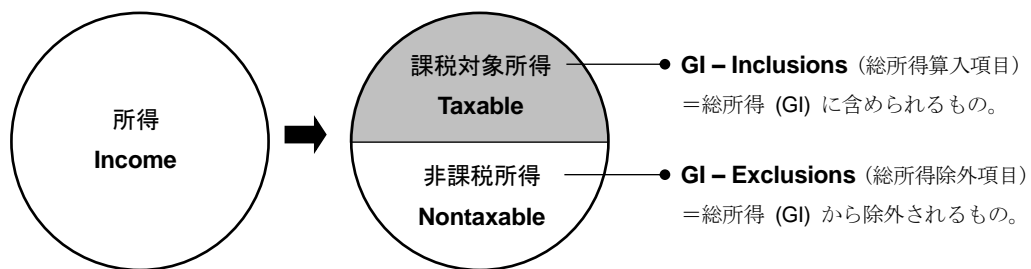 所得
Income
課税対象所得
Taxable
非課税所得
Nontaxable
GI – Inclusions (総所得算入項目)
＝総所得 (GI) に含められるもの。
GI – Exclusions (総所得除外項目)
＝総所得 (GI) から除外されるもの。